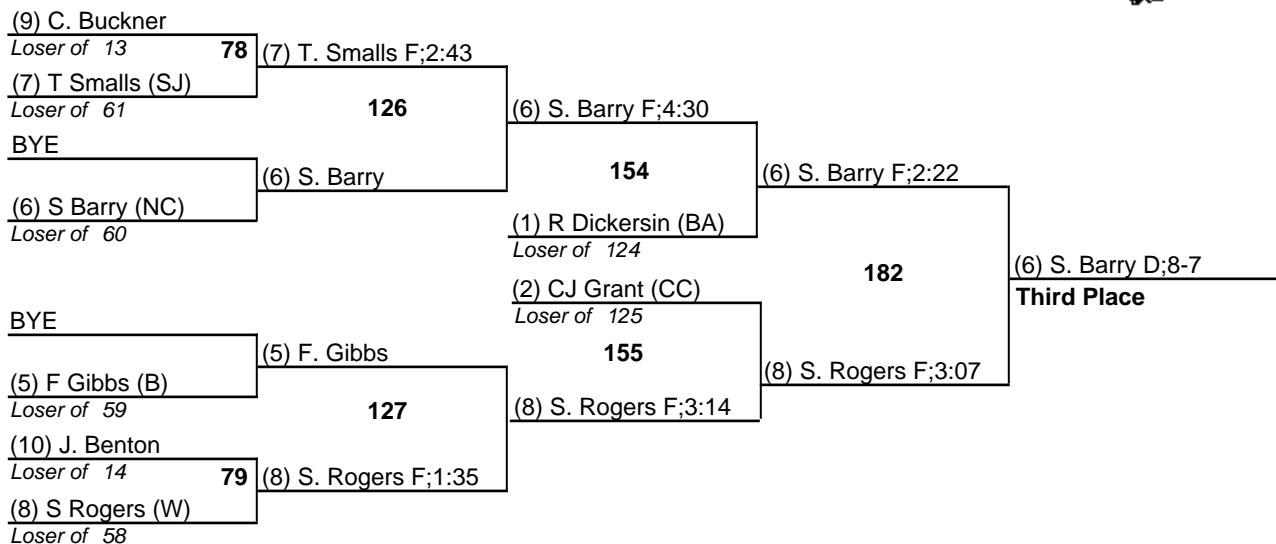 (9) C. Buckner
Loser of 13
78
(7) T. Smalls F;2:43
(7) T Smalls (SJ)
Loser of 61
126
(6) S. Barry F;4:30
BYE
(6) S. Barry
154
(6) S. Barry F;2:22
(6) S Barry (NC)
Loser of 60
(1) R Dickersin (BA)
Loser of 124
182
(6) S. Barry D;8-7
Third Place
(2) CJ Grant (CC)
Loser of 125
BYE
(5) F. Gibbs
155
(8) S. Rogers F;3:07
(5) F Gibbs (B)
Loser of 59
127
(8) S. Rogers F;3:14
(10) J. Benton
Loser of 14
79
(8) S. Rogers F;1:35
(8) S Rogers (W)
Loser of 58